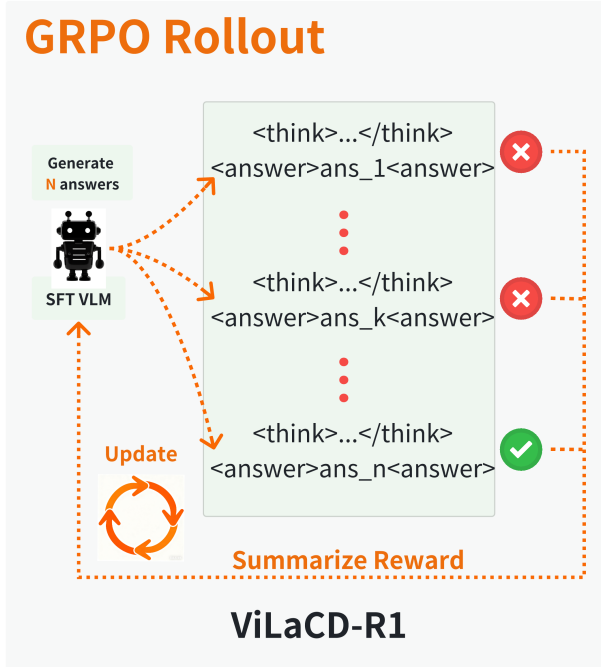 GRPO Rollout
Generate
N answers
SFT VLM
<think>...</think>
<answer>ans_1<answer>
<think>...</think>
<answer>ans_k<answer>
<think>...</think>
<answer>ans_n<answer>
Update
Summarize Reward
ViLaCD-R1